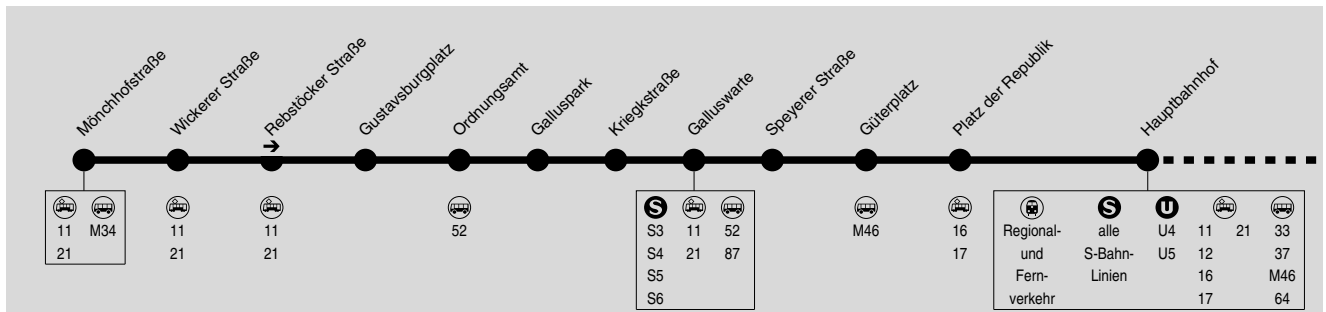 Mönchhofstraße
Wickerer Straße
Rebstöcker Straße
Gustavsburgplatz
Ordnungsamt
Galluspark
Kriegkstraße
Galluswarte
Speyerer Straße
Güterplatz
Platz der Republik
Hauptbahnhof
→
11 M34
21
11
21
11
21
52
S
S3 11 52
S4 21 87
S5
S6
M46
16
17
S U
Regional- alle U4 11 21 33
und S-Bahn- U5 12 37
Fern- Linien 16 M46
verkehr 17 64